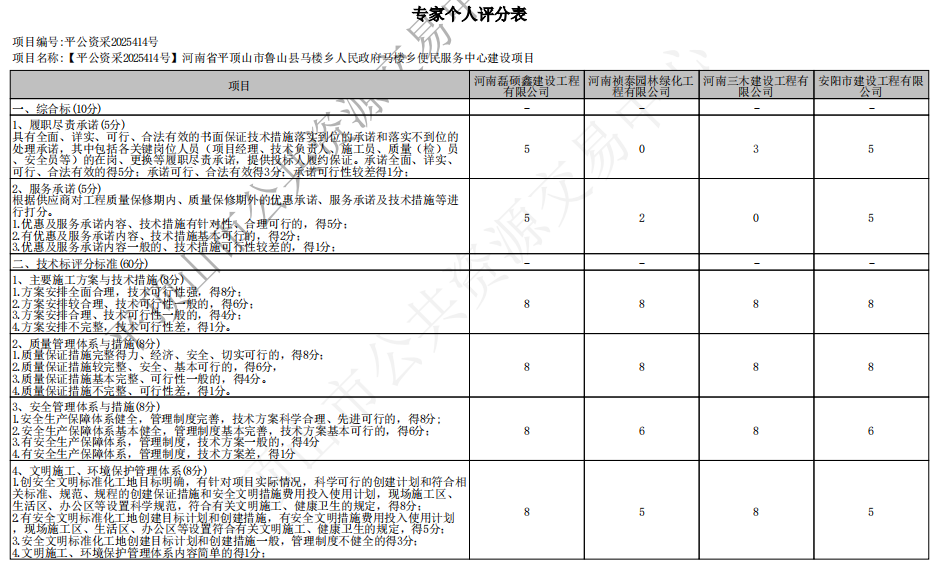 专家个人评分表
项目编号:平公资采2025414号
项目名称:【平公资采2025414号】河南省平顶山市鲁山县马楼乡人民政府马楼乡便民服务中心建设项目
项目 河南磊硕鑫建设工程有限公司 河南祯泰园林绿化工程有限公司 河南三木建设工程有限公司 安阳市建设工程有限公司
一、综合标(10分) - - - -
1、履职尽责承诺(5分)
具有全面、详实、可行、合法有效的书面保证技术措施落实到位的承诺和落实不到位的
处理承诺，其中包括各关键岗位人员（项目经理、技术负责人、施工员、质量（检）员
、安全员等）的在岗、更换等履职尽责承诺，提供投标人履约保证。承诺全面、详实、
可行、合法有效的得5分；承诺可行、合法有效得3分；承诺可行性较差得1分；
5 0 3 5
2、服务承诺(5分)
根据供应商对工程质量保修期内、质量保修期外的优惠承诺、服务承诺及技术措施等进
行打分。
1.优惠及服务承诺内容、技术措施有针对性、合理可行的，得5分；
2.有优惠及服务承诺内容、技术措施基本可行的，得2分；
3.优惠及服务承诺内容一般的、技术措施可行性较差的，得1分；
5 2 0 5
二、技术标评分标准(60分) - - - -
1、主要施工方案与技术措施(8分)
1.方案安排全面合理，技术可行性强，得8分；
2.方案安排较合理、技术可行性一般的，得6分；
3.方案安排合理、技术可行性一般的，得4分；
4.方案安排不完整，技术可行性差，得1分。
8 8 8 8
2、质量管理体系与措施(8分)
1.质量保证措施完整得力、经济、安全、切实可行的，得8分；
2.质量保证措施较完整、安全、基本可行的，得6分，
3.质量保证措施基本完整、可行性一般的，得4分。
4.质量保证措施不完整、可行性差，得1分。
8 8 8 8
3、安全管理体系与措施(8分)
1.安全生产保障体系健全，管理制度完善，技术方案科学合理、先进可行的，得8分；
2.安全生产保障体系基本健全，管理制度基本完善，技术方案基本可行的，得6分；
3.有安全生产保障体系，管理制度，技术方案一般的，得4分
4.有安全生产保障体系，管理制度，技术方案差，得1分
8 6 8 6
4、文明施工、环境保护管理体系(8分)
1.创安全文明标准化工地目标明确，有针对项目实际情况，科学可行的创建计划和符合相
关标准、规范、规程的创建保证措施和安全文明措施费用投入使用计划，现场施工区、
生活区、办公区等设置科学规范，符合有关文明施工、健康卫生的规定，得8分；
2.有安全文明标准化工地创建目标计划和创建措施，有安全文明措施费用投入使用计划
，现场施工区、生活区、办公区等设置符合有关文明施工、健康卫生的规定，得5分；
3.安全文明标准化工地创建目标计划和创建措施一般，管理制度不健全的得3分；
4.文明施工、环境保护管理体系内容简单的得1分；
8 5 8 5
平顶山市公共资源交易中心